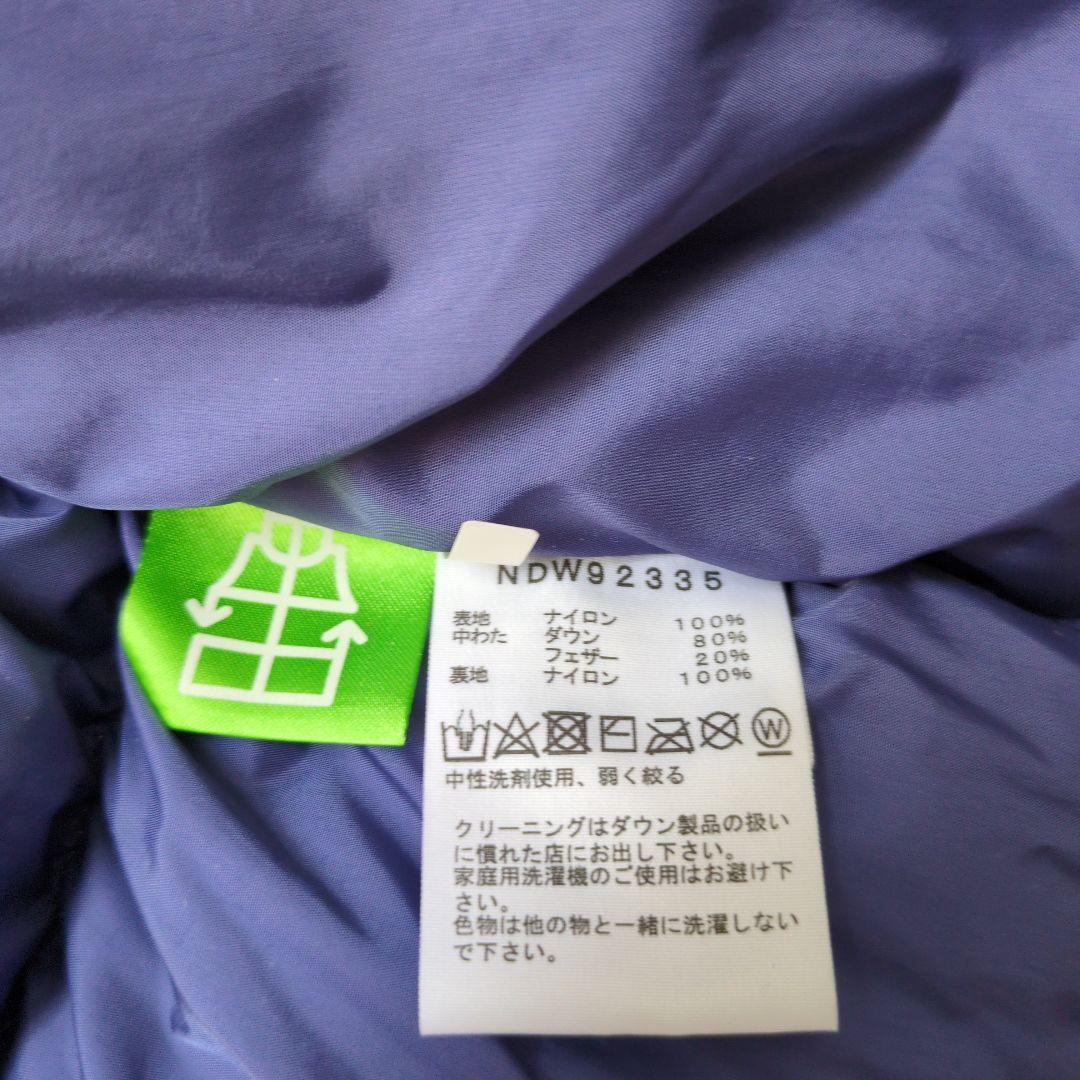 NDW92335
表地 ナイロン 100%
中わた ダウン 80%
フェザー 20%
裏地 ナイロン 100%
W
中性洗剤使用、弱く絞る
クリーニングはダウン製品の扱い
に慣れた店にお出し下さい。
家庭用洗濯機のご使用はお避け下
さい。
色物は他の物と一緒に洗濯しない
で下さい。